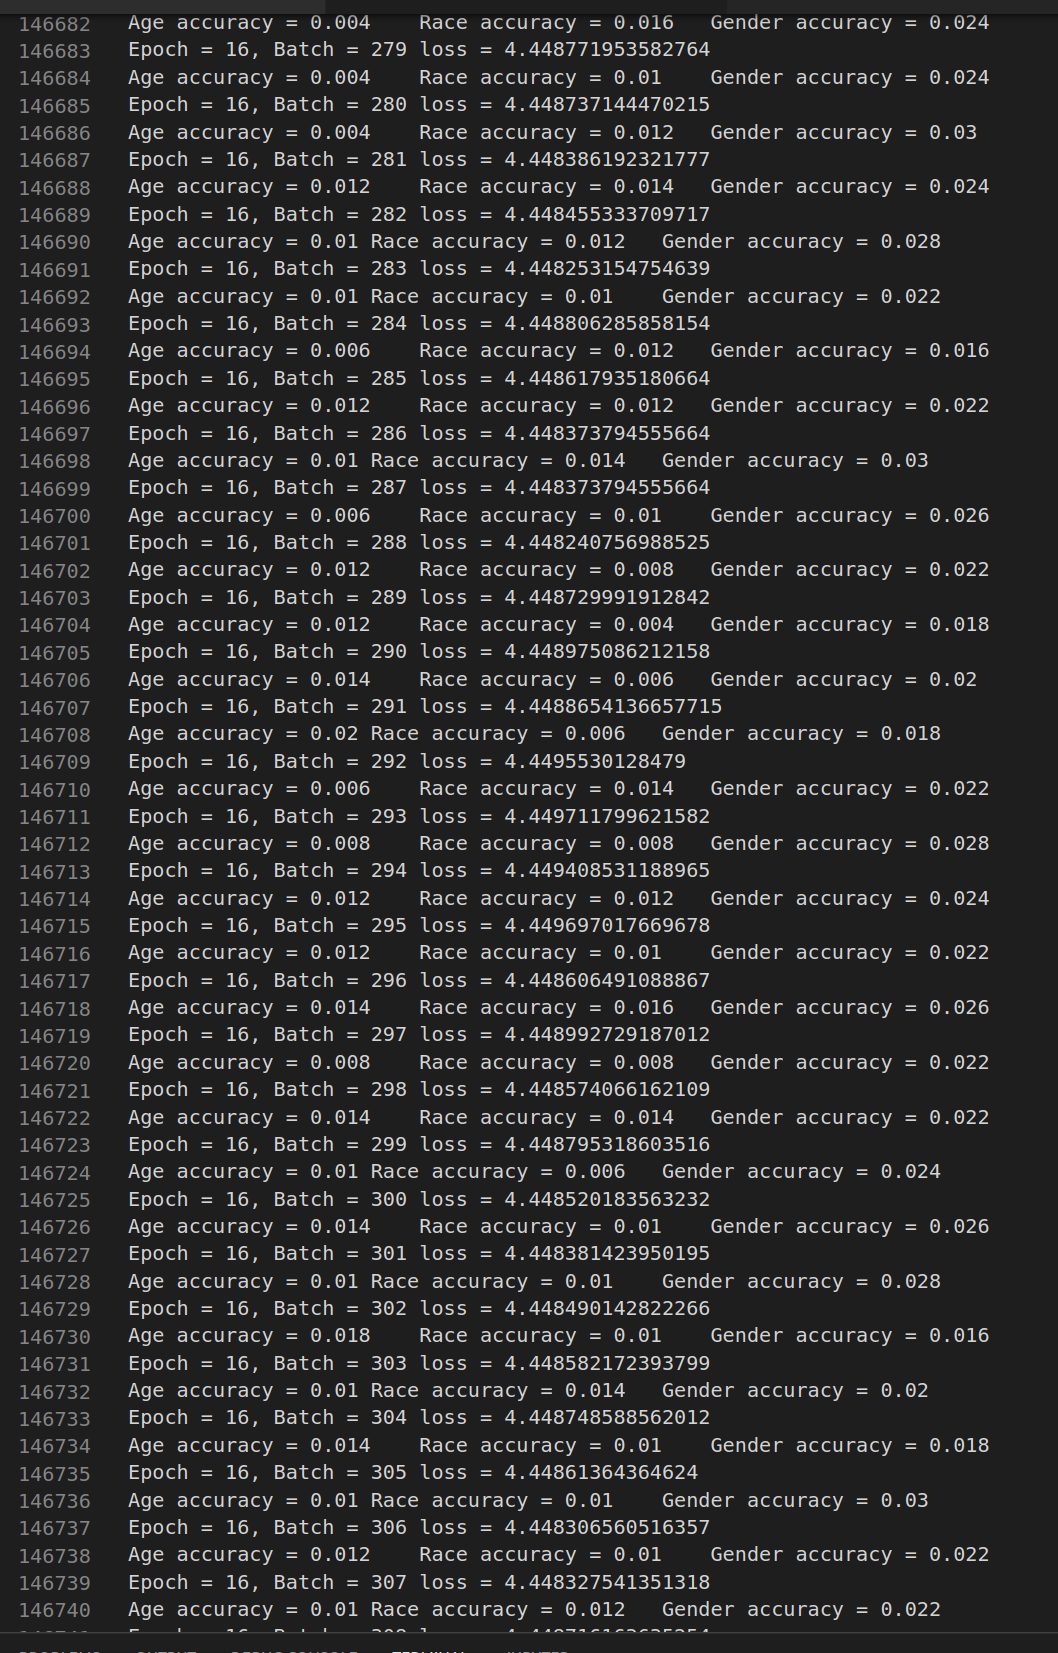 146682 Age accuracy = 0.004 Race accuracy = 0.016 Gender accuracy = 0.024
146683 Epoch = 16, Batch = 279 loss = 4.448771953582764
146684 Age accuracy = 0.004 Race accuracy = 0.01 Gender accuracy = 0.024
146685 Epoch = 16, Batch = 280 loss = 4.448737144470215
146686 Age accuracy = 0.004 Race accuracy = 0.012 Gender accuracy = 0.03
146687 Epoch = 16, Batch = 281 loss = 4.448386192321777
146688 Age accuracy = 0.012 Race accuracy = 0.014 Gender accuracy = 0.024
146689 Epoch = 16, Batch = 282 loss = 4.448455333709717
146690 Age accuracy = 0.01 Race accuracy = 0.012 Gender accuracy = 0.028
146691 Epoch = 16, Batch = 283 loss = 4.448253154754639
146692 Age accuracy = 0.01 Race accuracy = 0.01 Gender accuracy = 0.022
146693 Epoch = 16, Batch = 284 loss = 4.448806285858154
146694 Age accuracy = 0.006 Race accuracy = 0.012 Gender accuracy = 0.016
146695 Epoch = 16, Batch = 285 loss = 4.448617935180664
146696 Age accuracy = 0.012 Race accuracy = 0.012 Gender accuracy = 0.022
146697 Epoch = 16, Batch = 286 loss = 4.448373794555664
146698 Age accuracy = 0.01 Race accuracy = 0.014 Gender accuracy = 0.03
146699 Epoch = 16, Batch = 287 loss = 4.448373794555664
146700 Age accuracy = 0.006 Race accuracy = 0.01 Gender accuracy = 0.026
146701 Epoch = 16, Batch = 288 loss = 4.448240756988525
146702 Age accuracy = 0.012 Race accuracy = 0.008 Gender accuracy = 0.022
146703 Epoch = 16, Batch = 289 loss = 4.448729991912842
146704 Age accuracy = 0.012 Race accuracy = 0.004 Gender accuracy = 0.018
146705 Epoch = 16, Batch = 290 loss = 4.448975086212158
146706 Age accuracy = 0.014 Race accuracy = 0.006 Gender accuracy = 0.02
146707 Epoch = 16, Batch = 291 loss = 4.4488654136657715
146708 Age accuracy = 0.02 Race accuracy = 0.006 Gender accuracy = 0.018
146709 Epoch = 16, Batch = 292 loss = 4.4495530128479
146710 Age accuracy = 0.006 Race accuracy = 0.014 Gender accuracy = 0.022
146711 Epoch = 16, Batch = 293 loss = 4.449711799621582
146712 Age accuracy = 0.008 Race accuracy = 0.008 Gender accuracy = 0.028
146713 Epoch = 16, Batch = 294 loss = 4.449408531188965
146714 Age accuracy = 0.012 Race accuracy = 0.012 Gender accuracy = 0.024
146715 Epoch = 16, Batch = 295 loss = 4.449697017669678
146716 Age accuracy = 0.012 Race accuracy = 0.01 Gender accuracy = 0.022
146717 Epoch = 16, Batch = 296 loss = 4.448606491088867
146718 Age accuracy = 0.014 Race accuracy = 0.016 Gender accuracy = 0.026
146719 Epoch = 16, Batch = 297 loss = 4.448992729187012
146720 Age accuracy = 0.008 Race accuracy = 0.008 Gender accuracy = 0.022
146721 Epoch = 16, Batch = 298 loss = 4.448574066162109
146722 Age accuracy = 0.014 Race accuracy = 0.014 Gender accuracy = 0.022
146723 Epoch = 16, Batch = 299 loss = 4.448795318603516
146724 Age accuracy = 0.01 Race accuracy = 0.006 Gender accuracy = 0.024
146725 Epoch = 16, Batch = 300 loss = 4.448520183563232
146726 Age accuracy = 0.014 Race accuracy = 0.01 Gender accuracy = 0.026
146727 Epoch = 16, Batch = 301 loss = 4.448381423950195
146728 Age accuracy = 0.01 Race accuracy = 0.01 Gender accuracy = 0.028
146729 Epoch = 16, Batch = 302 loss = 4.448490142822266
146730 Age accuracy = 0.018 Race accuracy = 0.01 Gender accuracy = 0.016
146731 Epoch = 16, Batch = 303 loss = 4.448582172393799
146732 Age accuracy = 0.01 Race accuracy = 0.014 Gender accuracy = 0.02
146733 Epoch = 16, Batch = 304 loss = 4.448748588562012
146734 Age accuracy = 0.014 Race accuracy = 0.01 Gender accuracy = 0.018
146735 Epoch = 16, Batch = 305 loss = 4.44861364364624
146736 Age accuracy = 0.01 Race accuracy = 0.01 Gender accuracy = 0.03
146737 Epoch = 16, Batch = 306 loss = 4.448306560516357
146738 Age accuracy = 0.012 Race accuracy = 0.01 Gender accuracy = 0.022
146739 Epoch = 16, Batch = 307 loss = 4.448327541351318
146740 Age accuracy = 0.01 Race accuracy = 0.012 Gender accuracy = 0.022